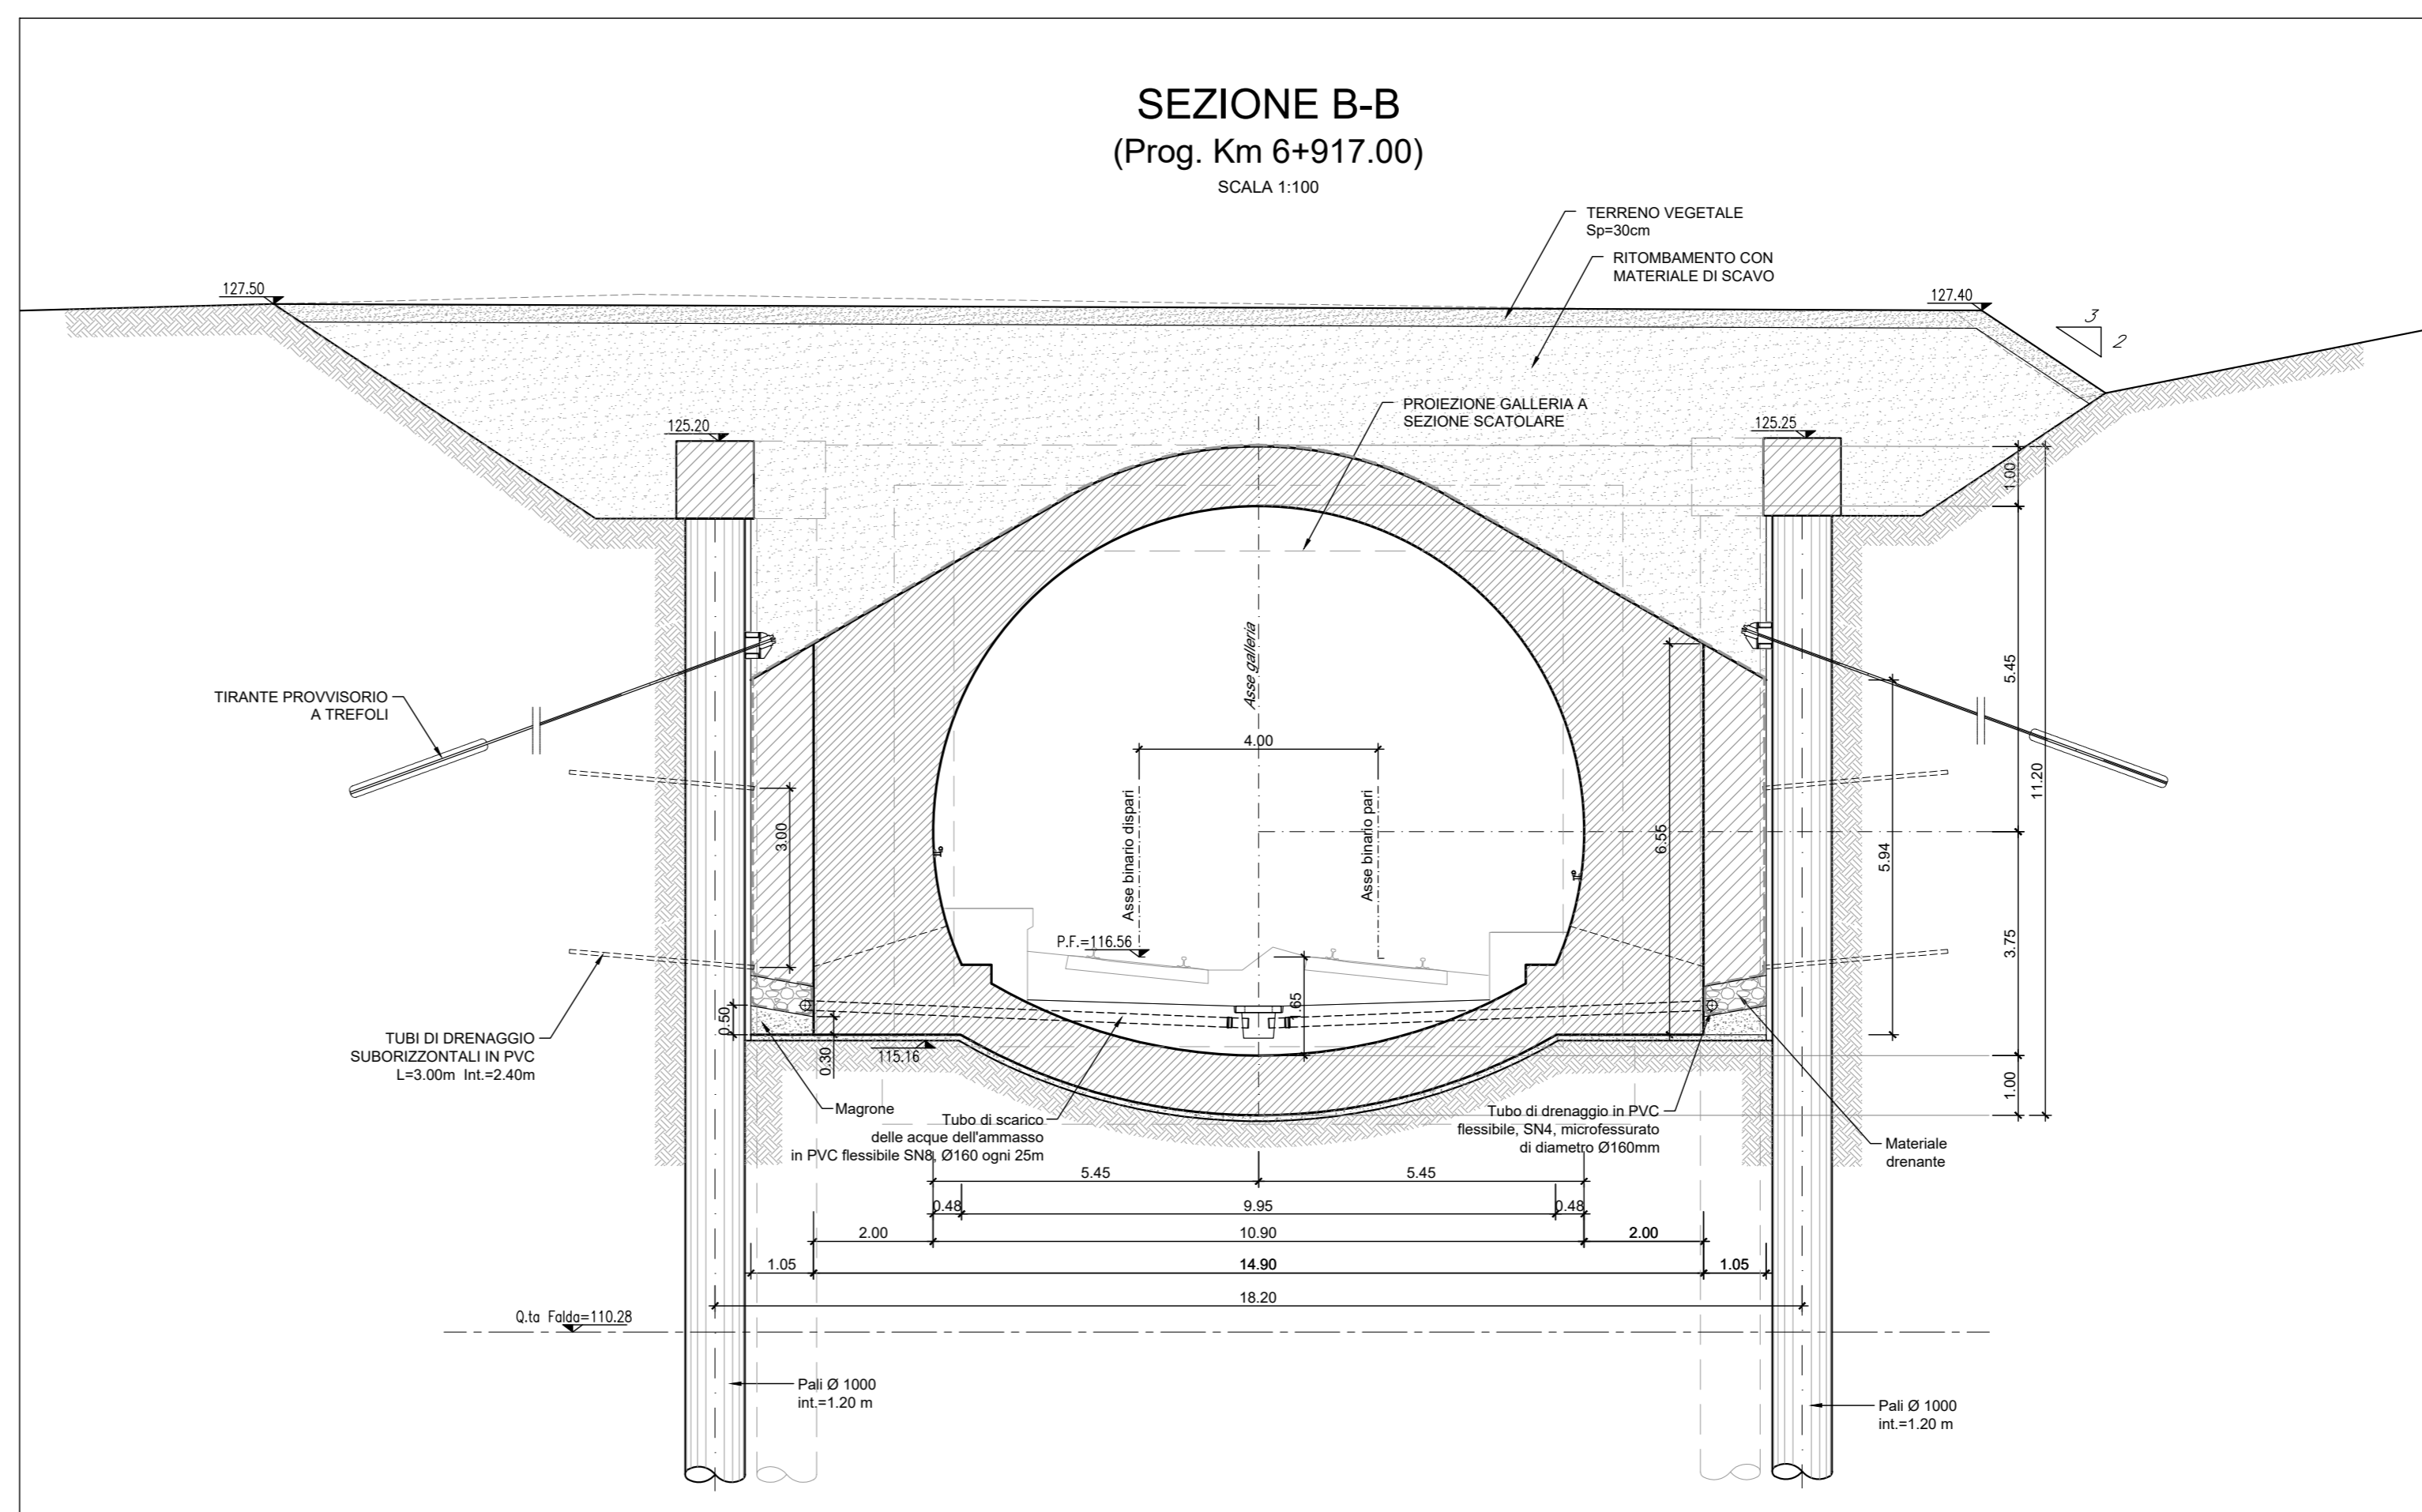 SEZIONE B-B
(Prog. Km 6+917.00)
SCALA 1:100
TERRENO VEGETALE
Sp=30cm
RITOMBAMENTO CON
MATERIALE DI SCAVO
127.50
127.40
3
2
PROIEZIONE GALLERIA A
SEZIONE SCATOLARE
125.20
125.25
1.00
Asse galleria
5.45
TIRANTE PROVVISORIO
A TREFOLI
4.00
11.20
Asse binario dispari
Asse binario pari
3.00
6.55
5.94
P.F.=116.56
3.75
1.65
0.50
TUBI DI DRENAGGIO
SUBORIZZONTALI IN PVC
L=3.00m Int.=2.40m
0.30
115.16
1.00
Magrone
Tubo di scarico
delle acque dell'ammasso
in PVC flessibile SN8, Ø160 ogni 25m
Tubo di drenaggio in PVC
flessibile, SN4, microfessurato
di diametro Ø160mm
Materiale
drenante
5.45
5.45
0.48
9.95
0.48
2.00
10.90
2.00
1.05
14.90
1.05
18.20
Q.ta Falda=110.28
Pali Ø 1000
int.=1.20 m
Pali Ø 1000
int.=1.20 m